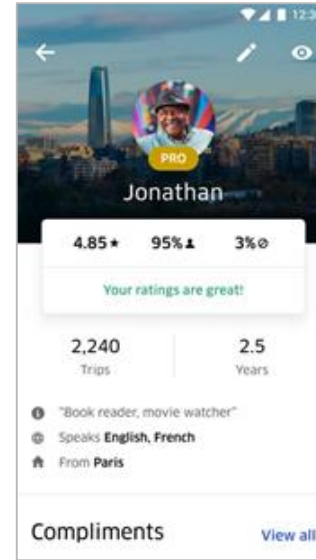 12:3
PRO
Jonathan
4.85★ 95% 3%
Your ratings are great!
2,240 2.5
Trips Years
"Book reader, movie watcher"
Speaks English, French
From Paris
Compliments View all